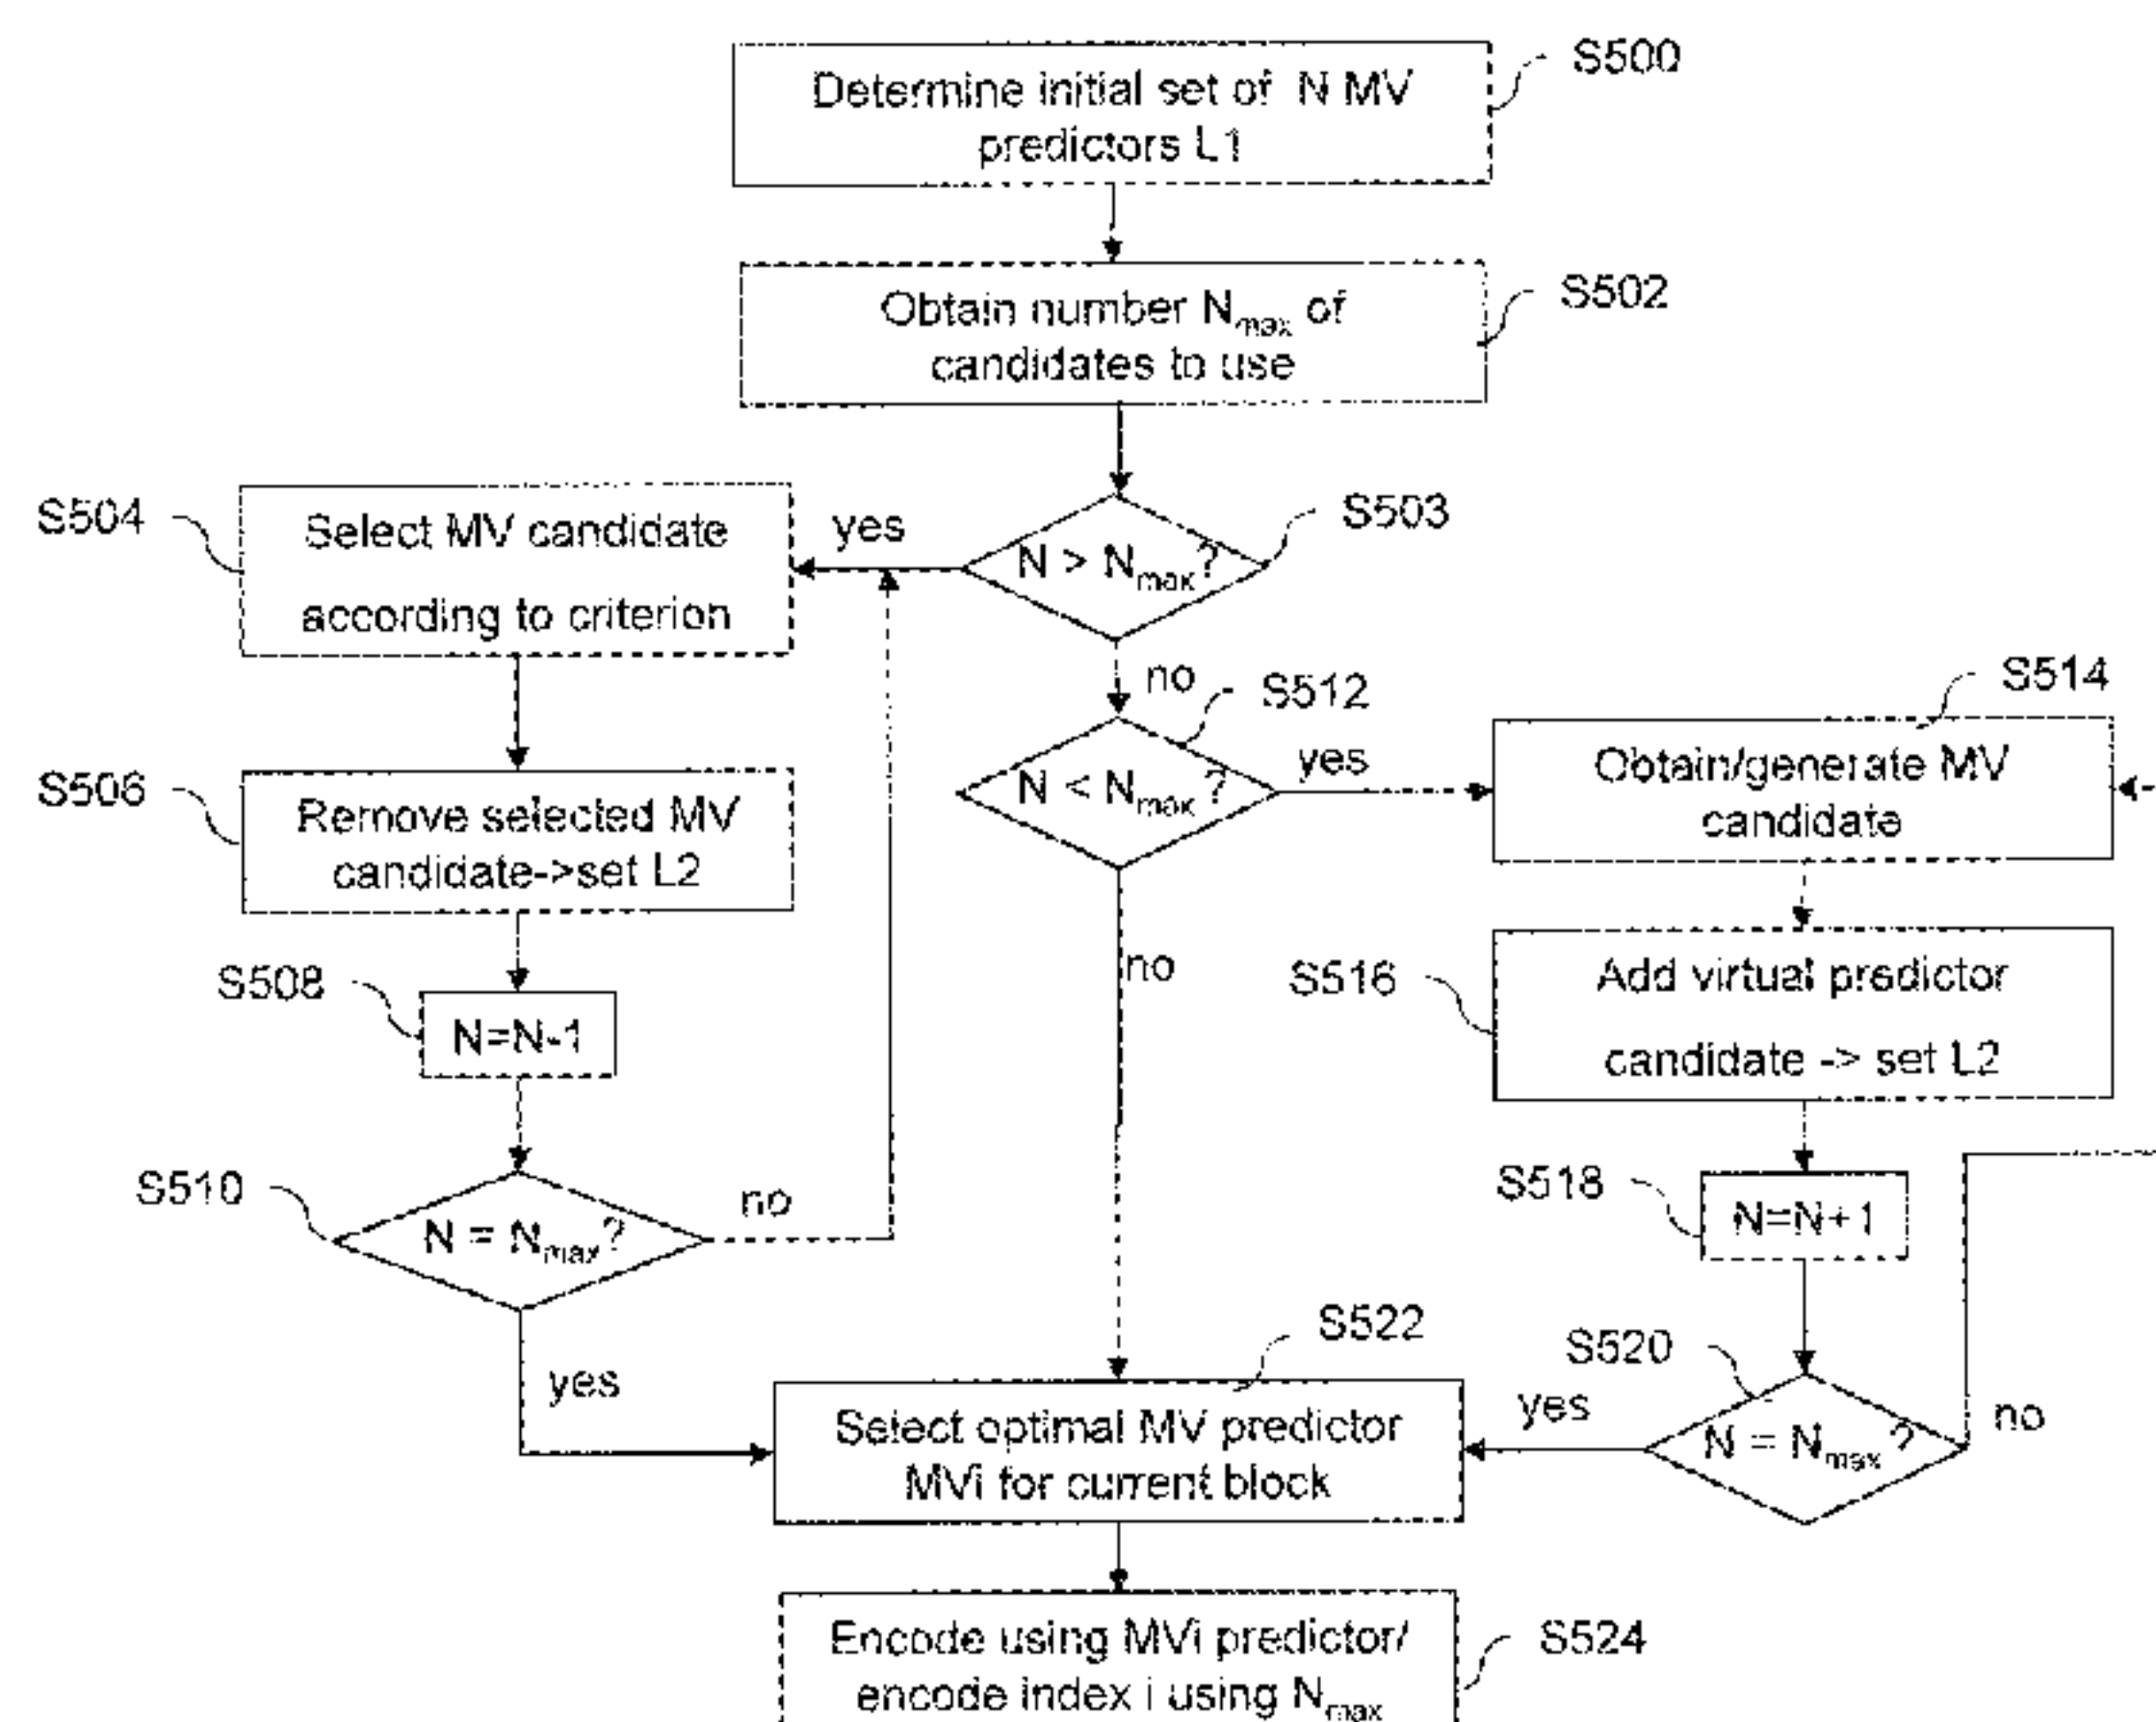 Determine initial set of N MV
predictors L1
S500
Obtain number Nmax of
candidates to use
S502
N > Nmax?
S503
yes
no
S504
Select MV candidate
according to criterion
S506
Remove selected MV
candidate->set L2
S508
N=N-1
S510
N = Nmax?
no
yes
S512
N < Nmax?
yes
no
S514
Obtain/generate MV
candidate
S516
Add virtual predictor
candidate -> set L2
S518
N=N+1
S520
N = Nmax?
yes
no
S522
Select optimal MV predictor
MVi for current block
Encode using MVi predictor/
encode index i using Nmax
S524